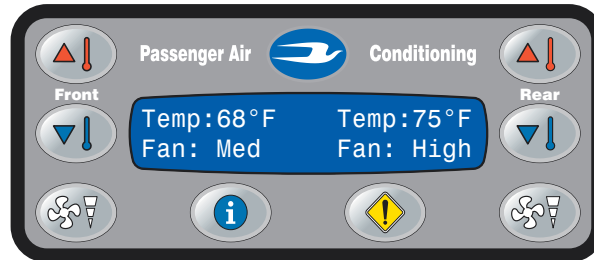 Passenger Air Conditioning
Front
Rear
Temp:68°F Temp:75°F
Fan: Med Fan: High
i
!